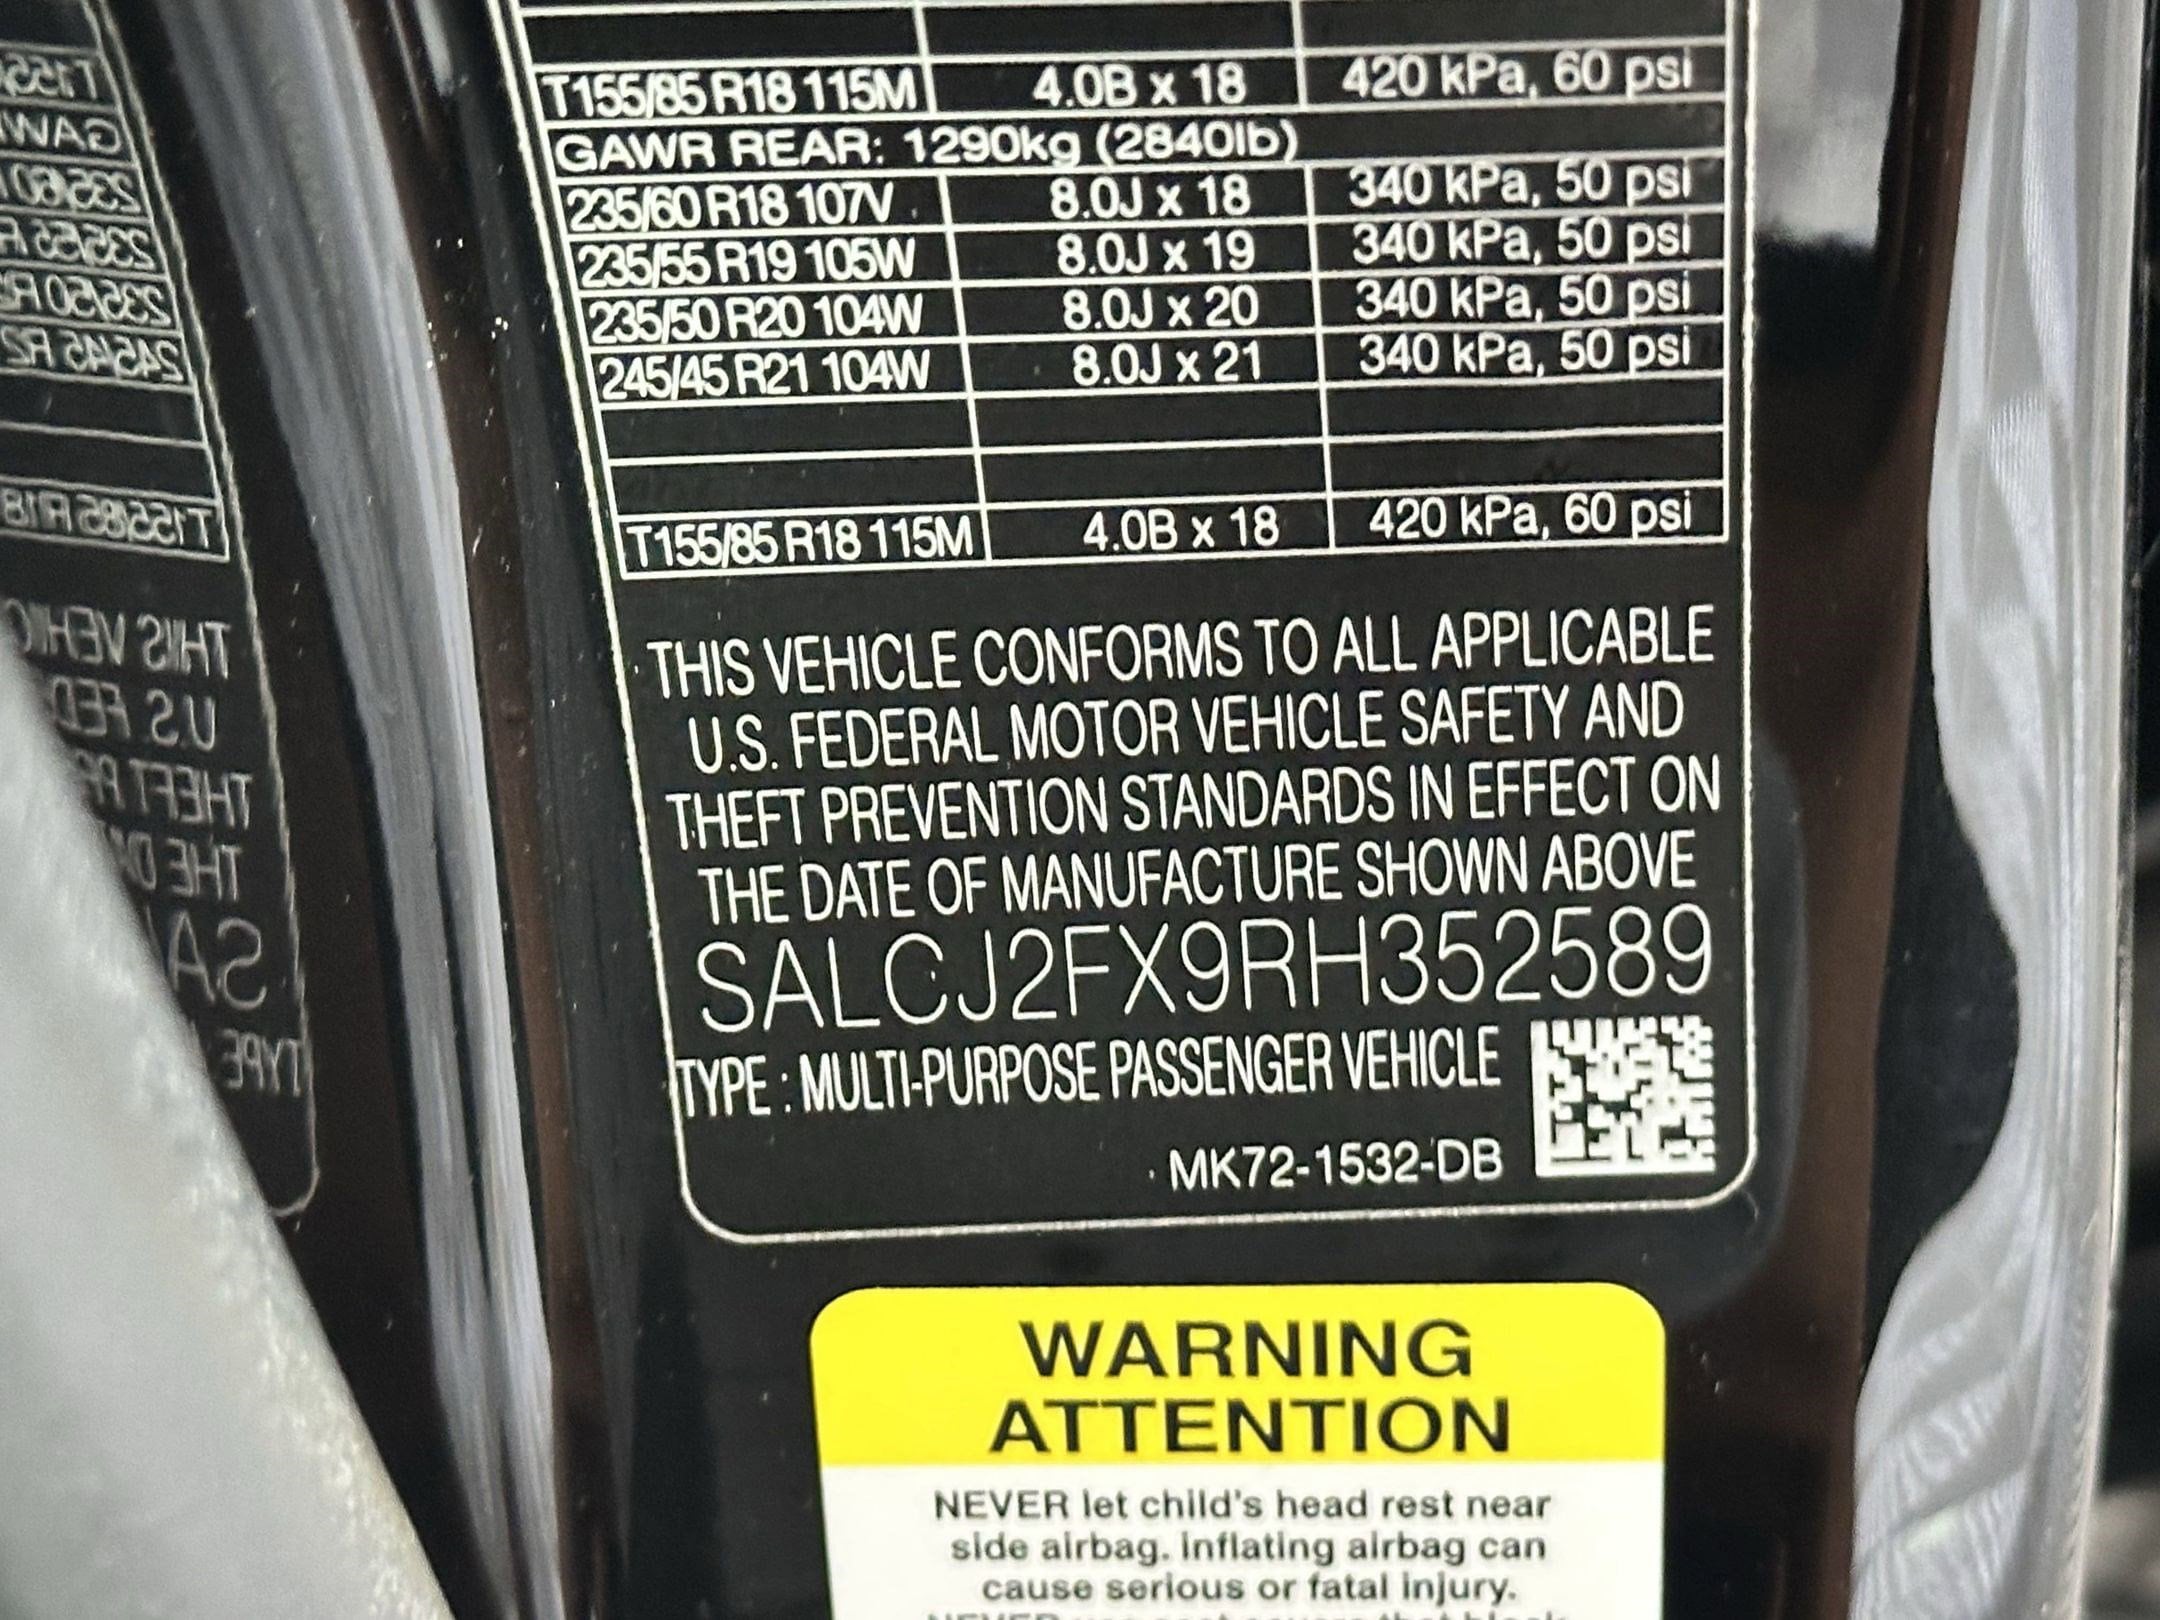 T155/85 R18 115M 4.0B x 18 420 kPa, 60 psi
GAWR REAR: 1290kg (2840lb)
235/60 R18 107V 8.0J x 18 340 kPa, 50 psi
235/55 R19 105W 8.0J x 19 340 kPa, 50 psi
235/50 R20 104W 8.0J x 20 340 kPa, 50 psi
245/45 R21 104W 8.0J x 21 340 kPa, 50 psi
T155/85 R18 115M 4.0B x 18 420 kPa, 60 psi
THIS VEHICLE CONFORMS TO ALL APPLICABLE
U.S. FEDERAL MOTOR VEHICLE SAFETY AND
THEFT PREVENTION STANDARDS IN EFFECT ON
THE DATE OF MANUFACTURE SHOWN ABOVE
SALCJ2FX9RH352589
TYPE : MULTI-PURPOSE PASSENGER VEHICLE
MK72-1532-DB
WARNING
ATTENTION
NEVER let child's head rest near
side airbag. Inflating airbag can
cause serious or fatal injury.